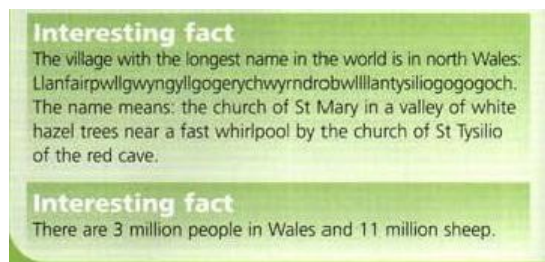 Interesting fact
The village with the longest name in the world is in north Wales:
Llanfairpwllgwyngyllgogerychwyrndrobwllllantysiliogogogoch.
The name means: the church of St Mary in a valley of white
hazel trees near a fast whirlpool by the church of St Tysilio
of the red cave.
Interesting fact
There are 3 million people in Wales and 11 million sheep.